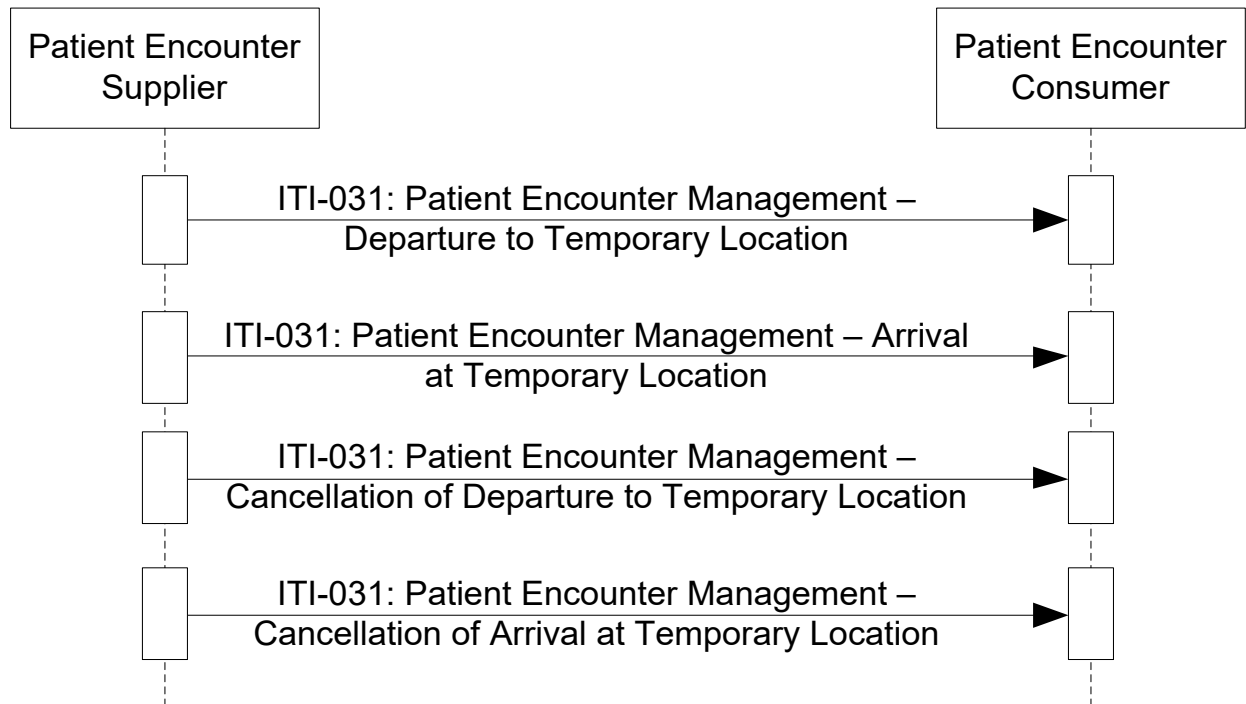 Patient Encounter
Supplier
Patient Encounter
Consumer
ITI-031: Patient Encounter Management –
Departure to Temporary Location
ITI-031: Patient Encounter Management – Arrival
at Temporary Location
ITI-031: Patient Encounter Management –
Cancellation of Departure to Temporary Location
ITI-031: Patient Encounter Management –
Cancellation of Arrival at Temporary Location